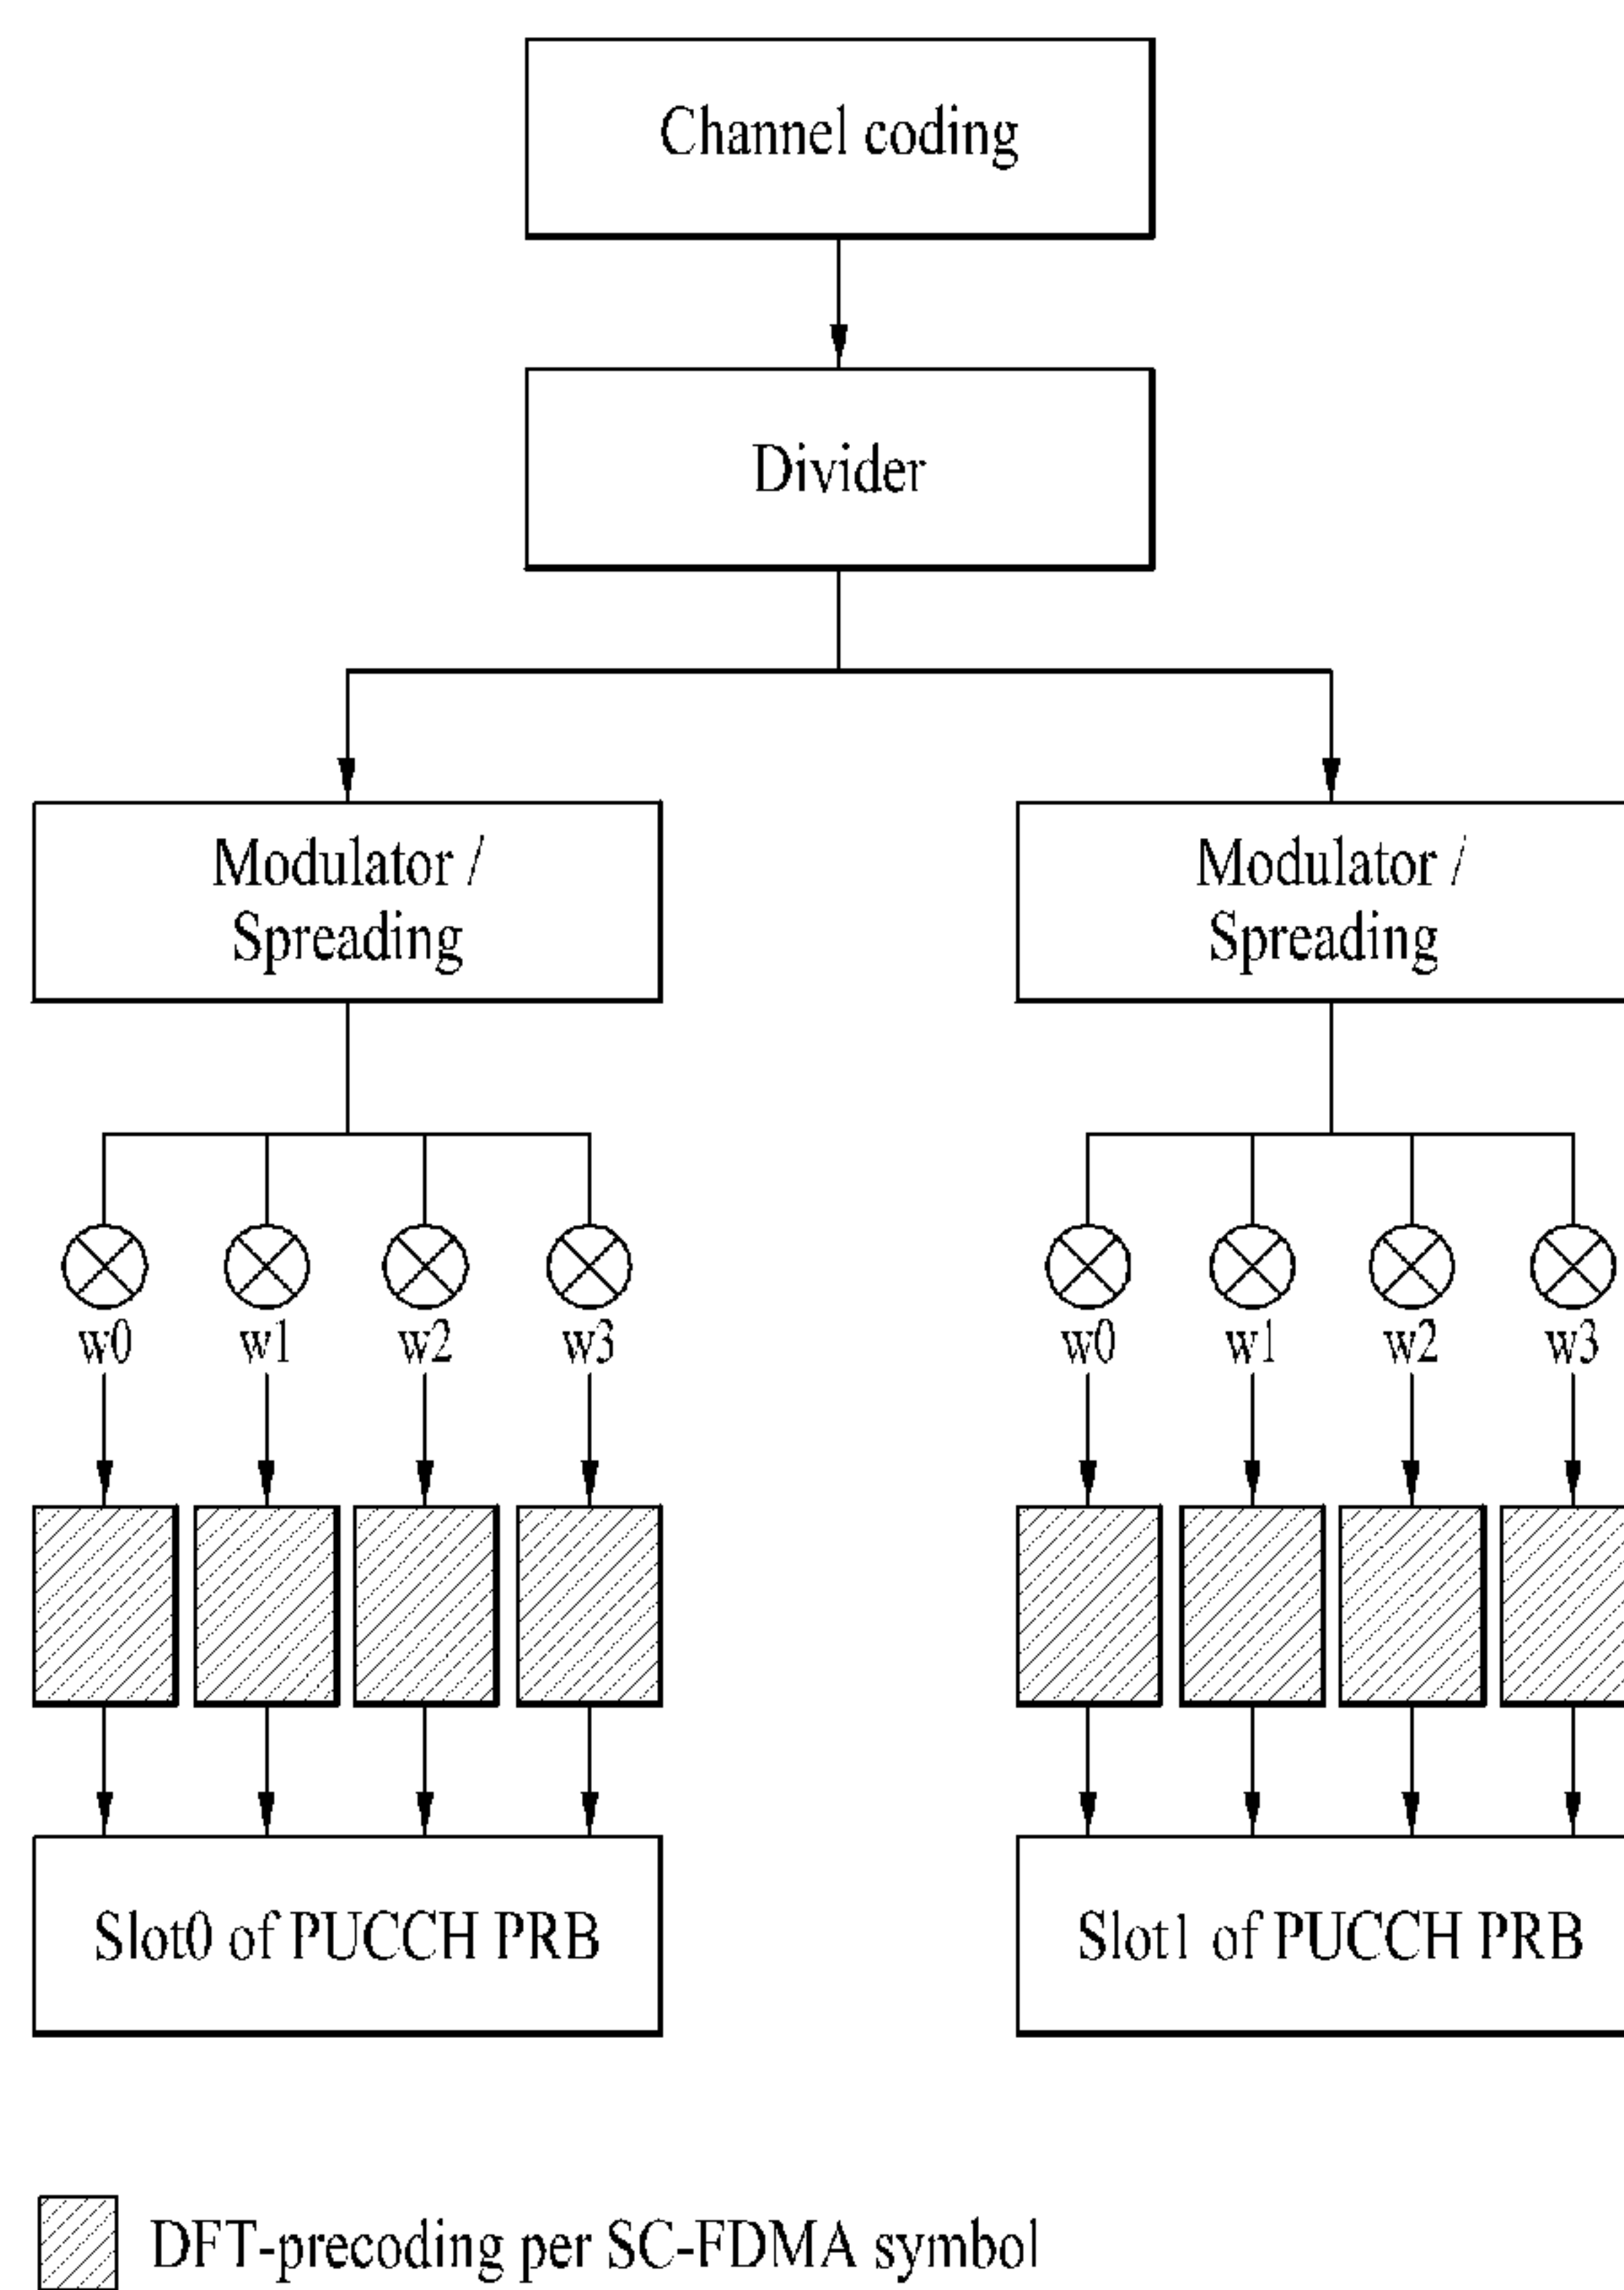 Channel coding
Divider
Modulator /
Spreading
Modulator /
Spreading
w0 w1 w2 w3
w0 w1 w2 w3
Slot0 of PUCCH PRB
Slot1 of PUCCH PRB
DFT-precoding per SC-FDMA symbol